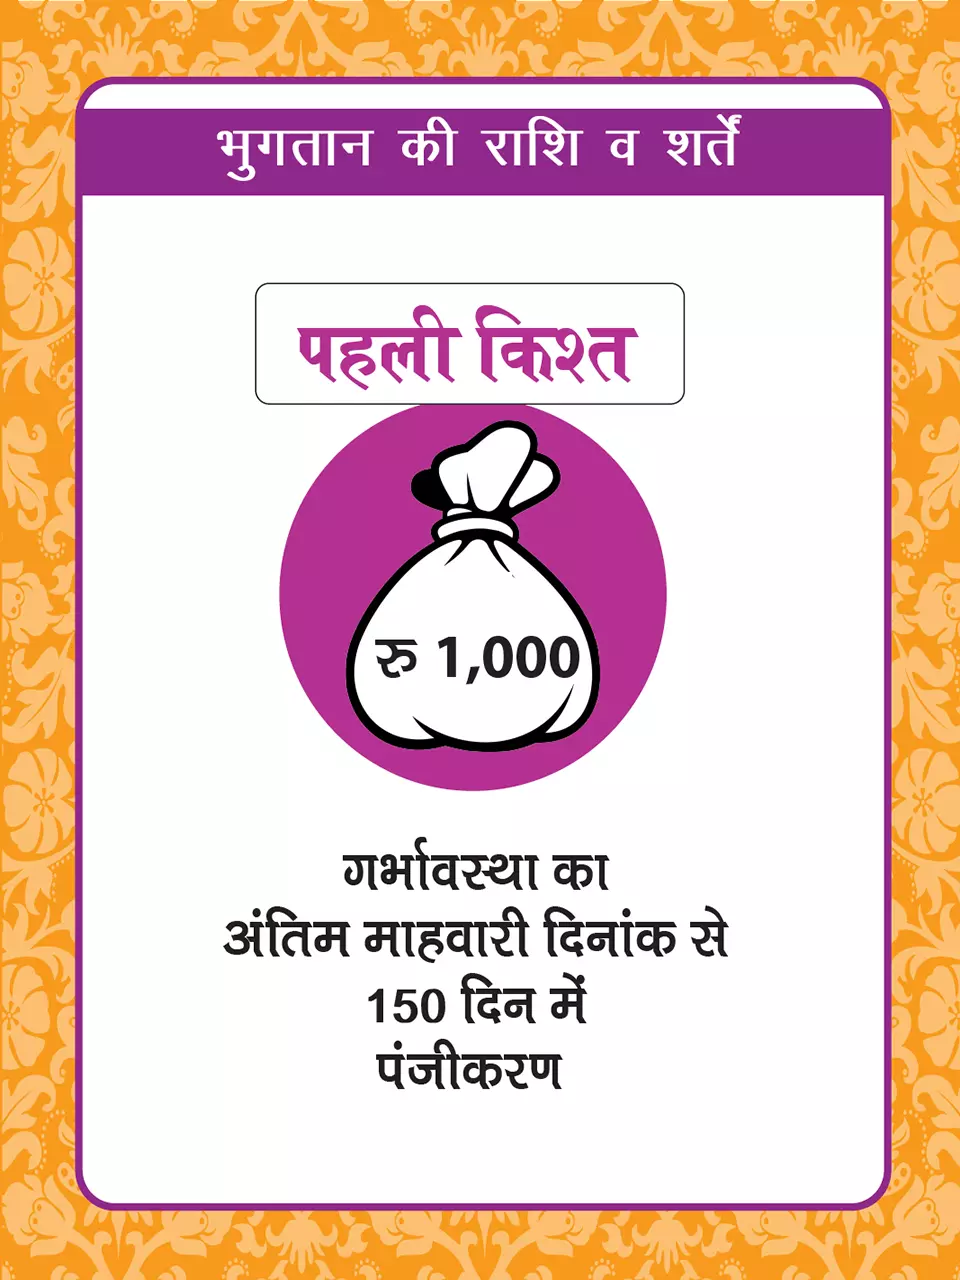 भुगतान की राशि व शर्तें
पहली किश्त
रु 1,000
गर्भावस्था का
अंतिम माहवारी दिनांक से
150 दिन में
पंजीकरण